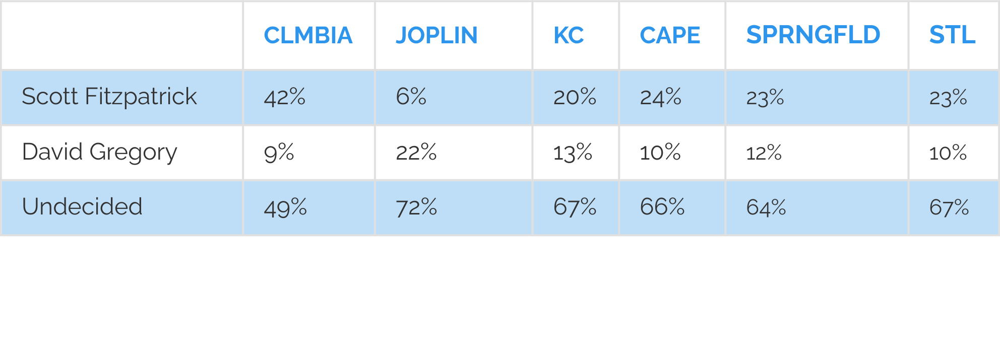 CLMBIA JOPLIN KC CAPE SPRNGFLD STL
Scott Fitzpatrick 42% 6% 20% 24% 23% 23%
David Gregory 9% 22% 13% 10% 12% 10%
Undecided 49% 72% 67% 66% 64% 67%